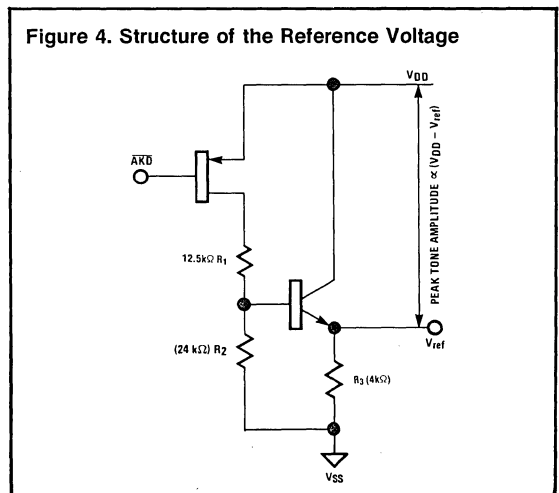 Figure 4. Structure of the Reference Voltage
VDD
AKD
PEAK TONE AMPLITUDE ∝ (VDD – Vref)
12.5kΩ R1
(24 kΩ) R2
Vref
R3 (4kΩ)
VSS